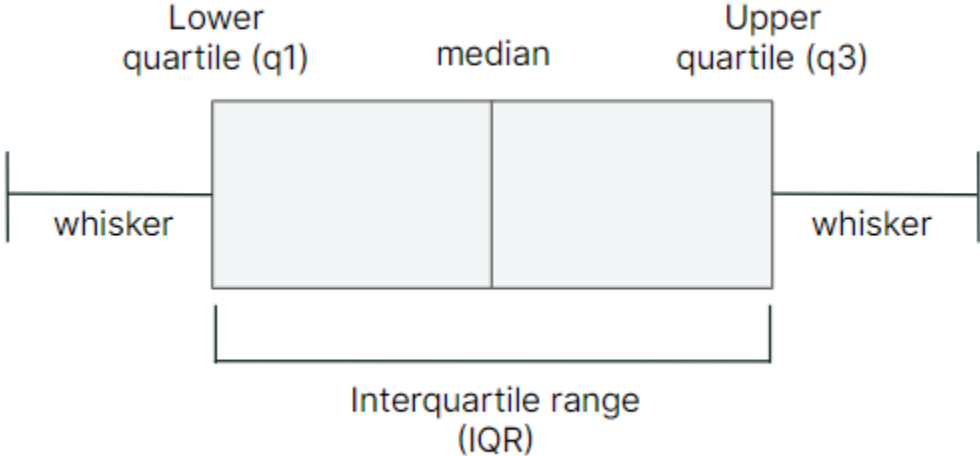 Lower
quartile (q1)
median
Upper
quartile (q3)
whisker
whisker
Interquartile range
(IQR)